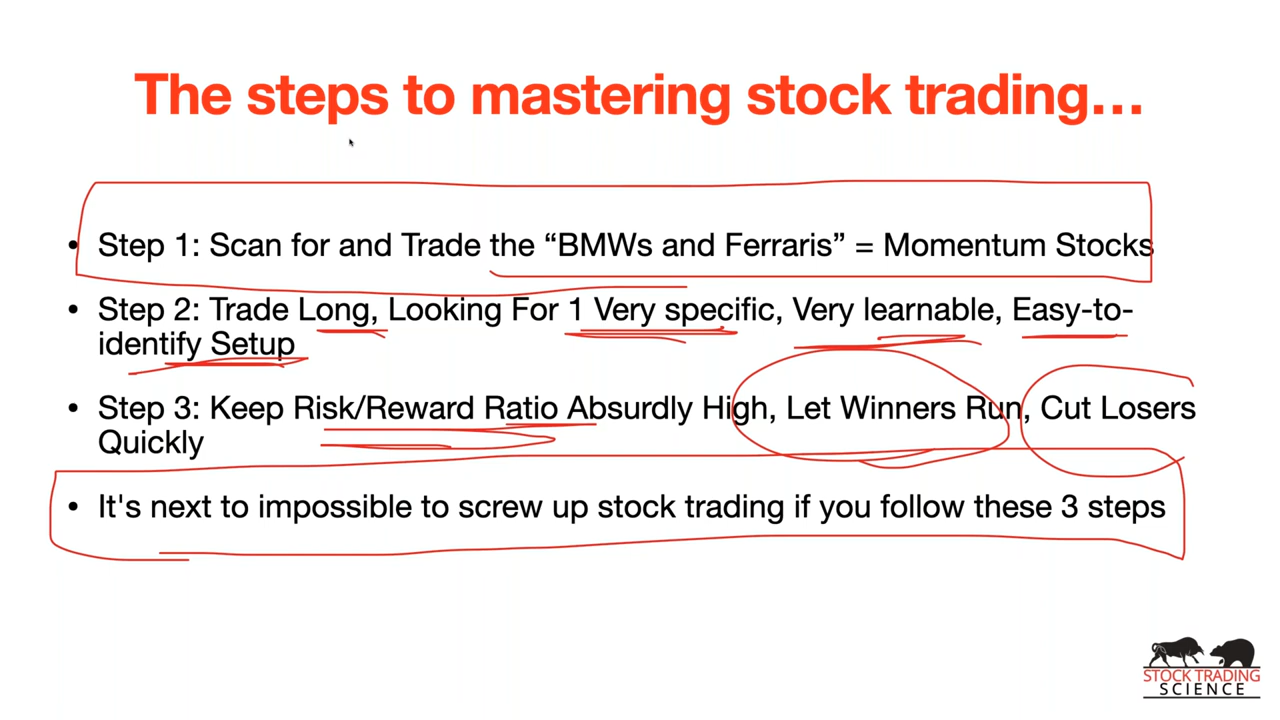 The steps to mastering stock trading…
• Step 1: Scan for and Trade the “BMWs and Ferraris” = Momentum Stocks
• Step 2: Trade Long, Looking For 1 Very specific, Very learnable, Easy-to-
identify Setup
• Step 3: Keep Risk/Reward Ratio Absurdly High, Let Winners Run, Cut Losers
Quickly
• It's next to impossible to screw up stock trading if you follow these 3 steps
STOCK TRADING
SCIENCE